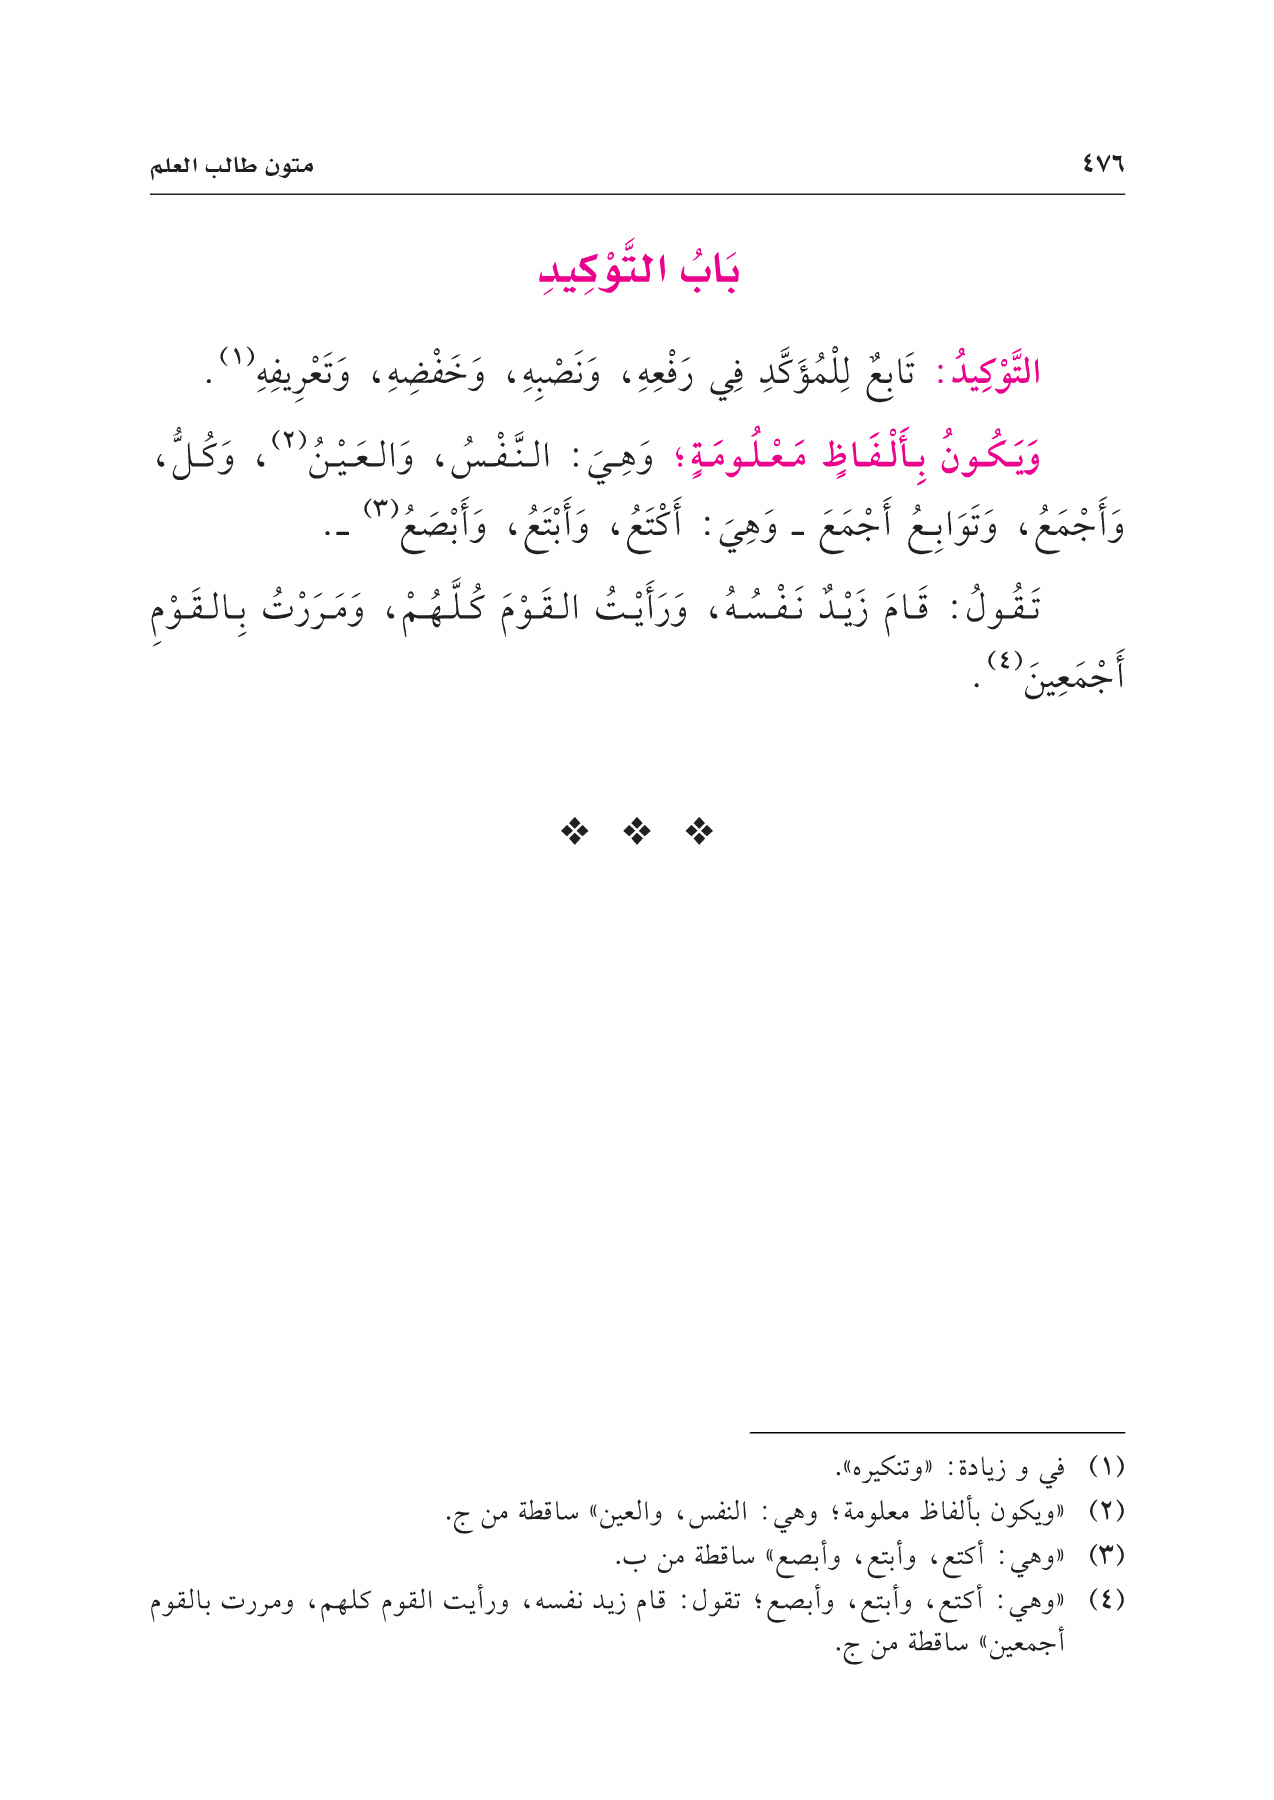 ٤٧٦ متون طالب العلم
بَابُ التَّوْكِيدِ
التَّوْكِيدُ: تَابِعٌ لِلْمُؤَكَّدِ فِي رَفْعِهِ، وَنَصْبِهِ، وَخَفْضِهِ، وَتَعْرِيفِهِ(١).
وَيَكُونُ بِأَلْفَاظٍ مَعْلُومَةٍ؛ وَهِيَ: النَّفْسُ، وَالعَيْنُ(٢)، وَكُلُّ،
وَأَجْمَعُ، وَتَوَابِعُ أَجْمَعَ ـ وَهِيَ: أَكْتَعُ، وَأَبْتَعُ، وَأَبْصَعُ(٣) ـ.
تَقُولُ: قَامَ زَيْدٌ نَفْسُهُ، وَرَأَيْتُ القَوْمَ كُلَّهُمْ، وَمَرَرْتُ بِالقَوْمِ
أَجْمَعِينَ(٤).
(١) في و زيادة: «وتنكيره».
(٢) «ويكون بألفاظ معلومة؛ وهي: النفس، والعين» ساقطة من ج.
(٣) «وهي: أكتع، وأبتع، وأبصع» ساقطة من ب.
(٤) «وهي: أكتع، وأبتع، وأبصع؛ تقول: قام زيد نفسه، ورأيت القوم كلهم، ومررت بالقوم
أجمعين» ساقطة من ج.